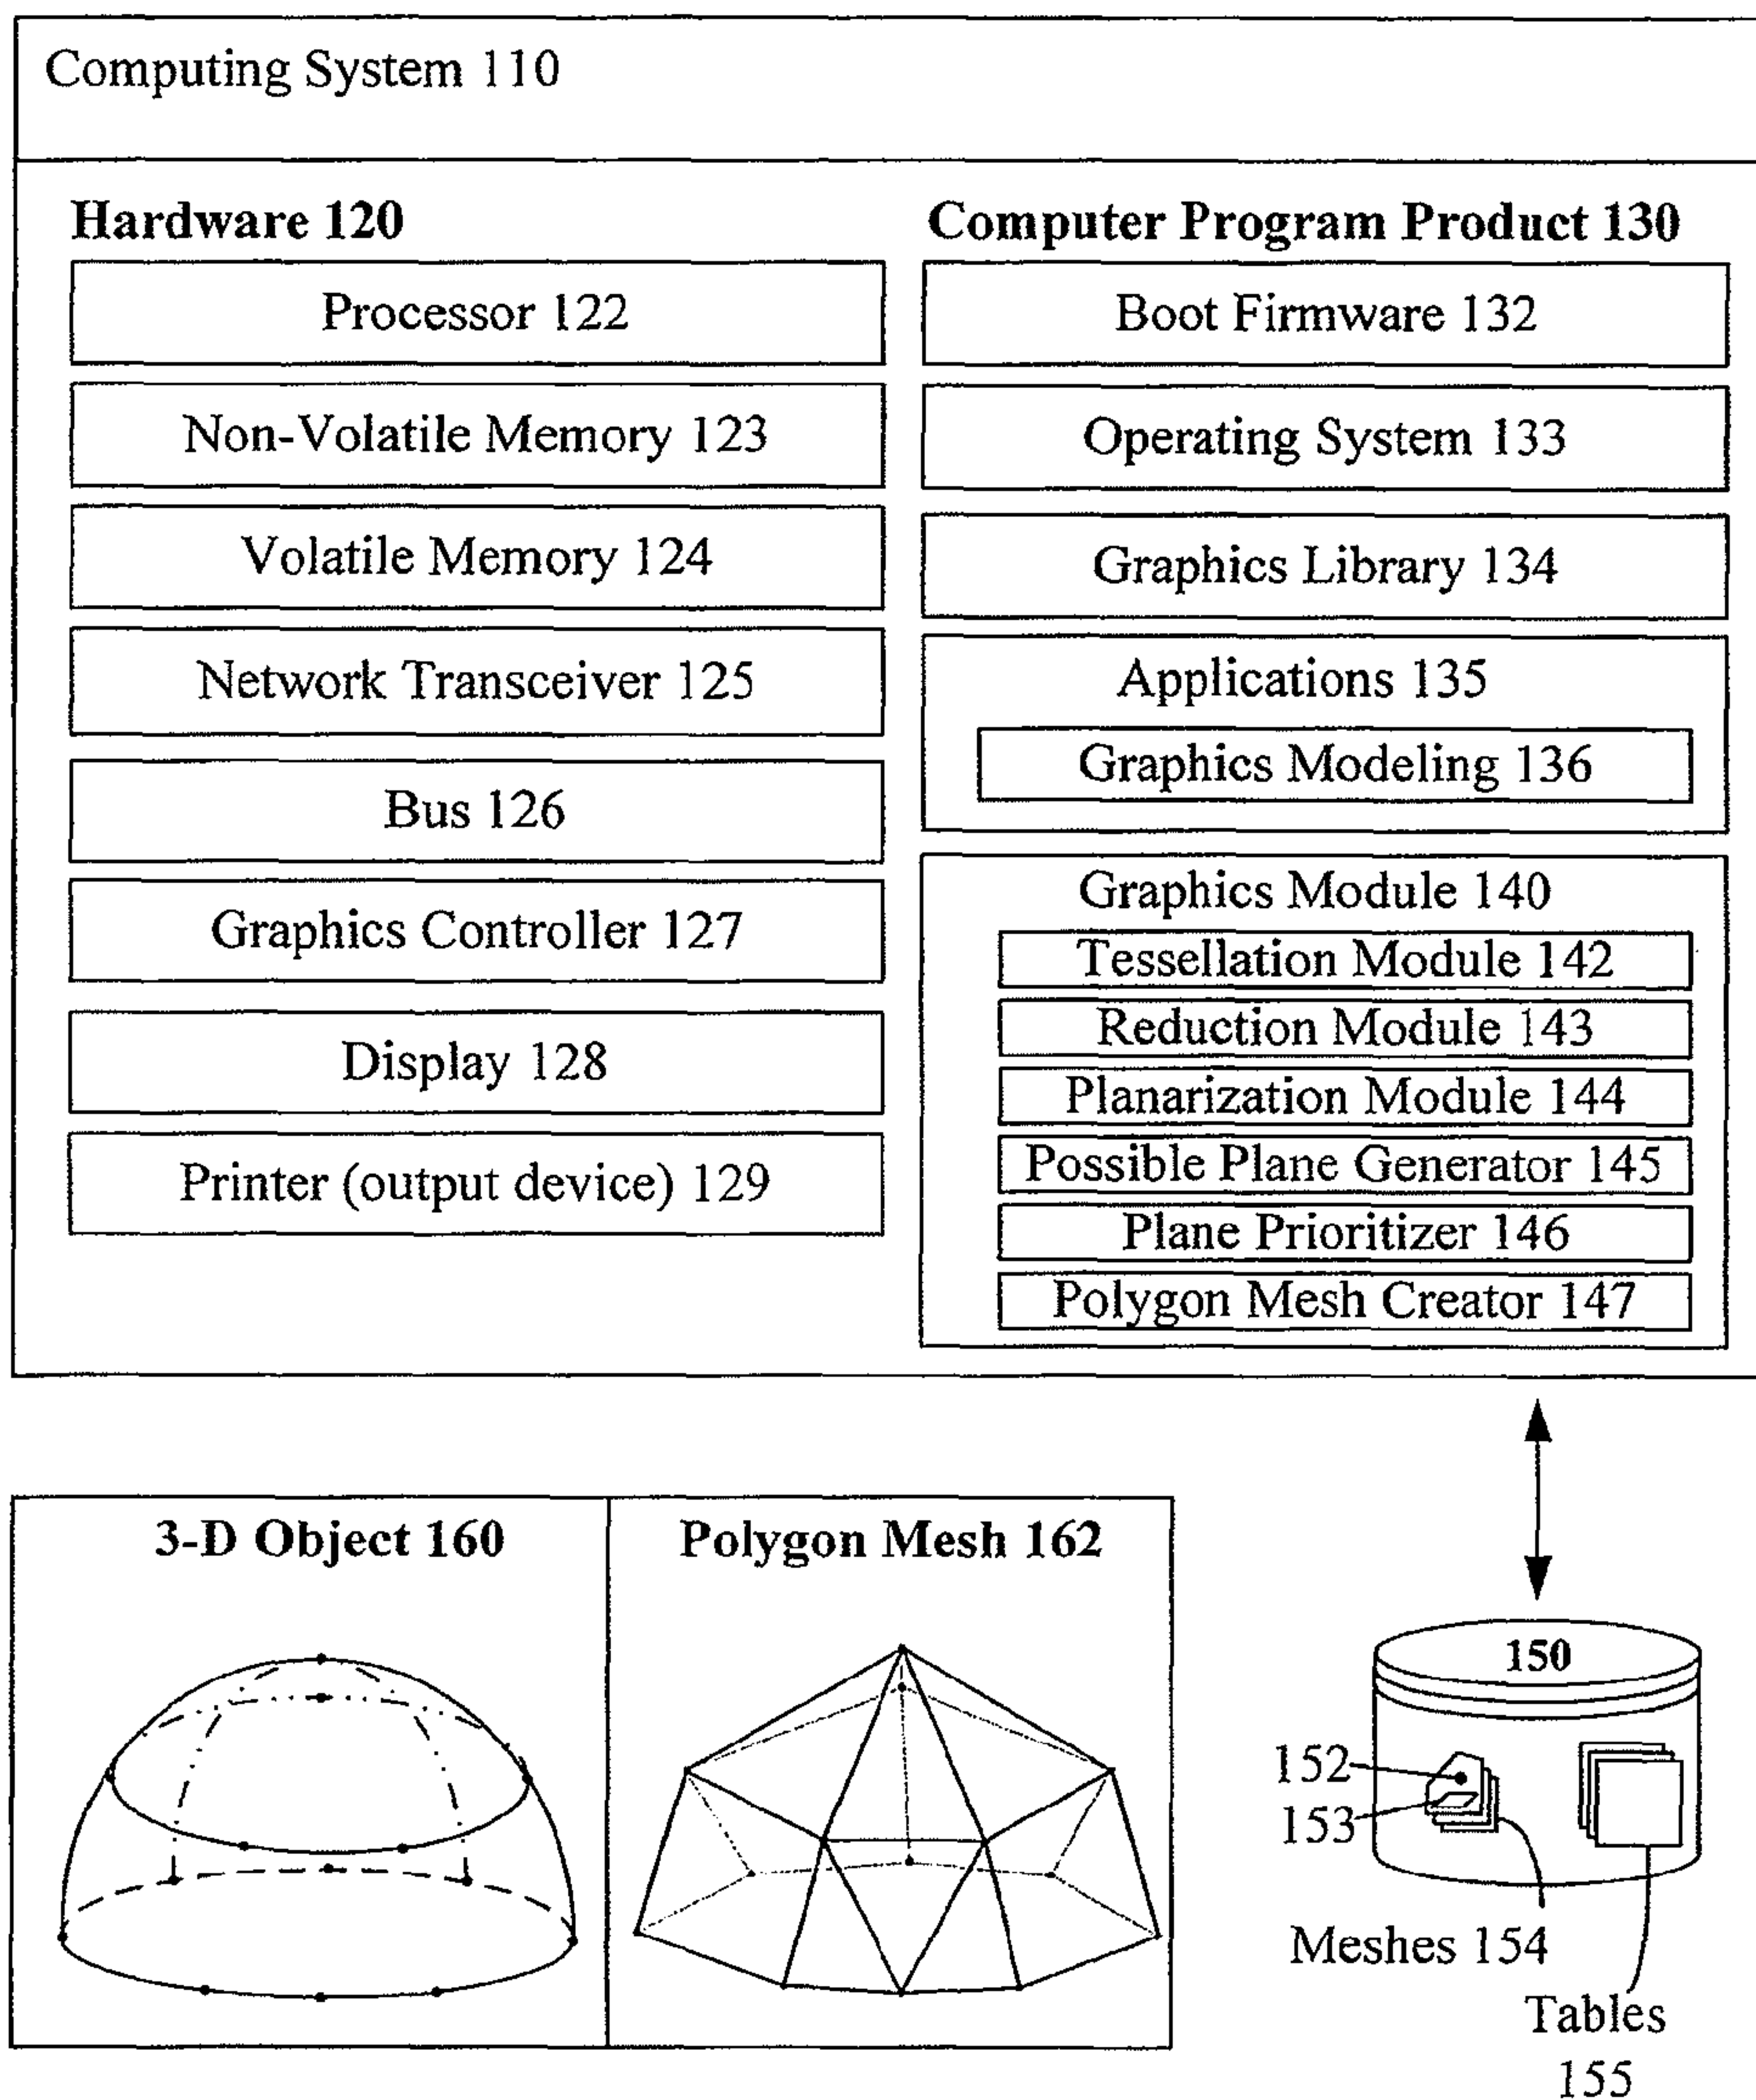 Computing System 110
Hardware 120
Processor 122
Non-Volatile Memory 123
Volatile Memory 124
Network Transceiver 125
Bus 126
Graphics Controller 127
Display 128
Printer (output device) 129
Computer Program Product 130
Boot Firmware 132
Operating System 133
Graphics Library 134
Applications 135
Graphics Modeling 136
Graphics Module 140
Tessellation Module 142
Reduction Module 143
Planarization Module 144
Possible Plane Generator 145
Plane Prioritizer 146
Polygon Mesh Creator 147
3-D Object 160
Polygon Mesh 162
150
152
153
Meshes 154
Tables
155